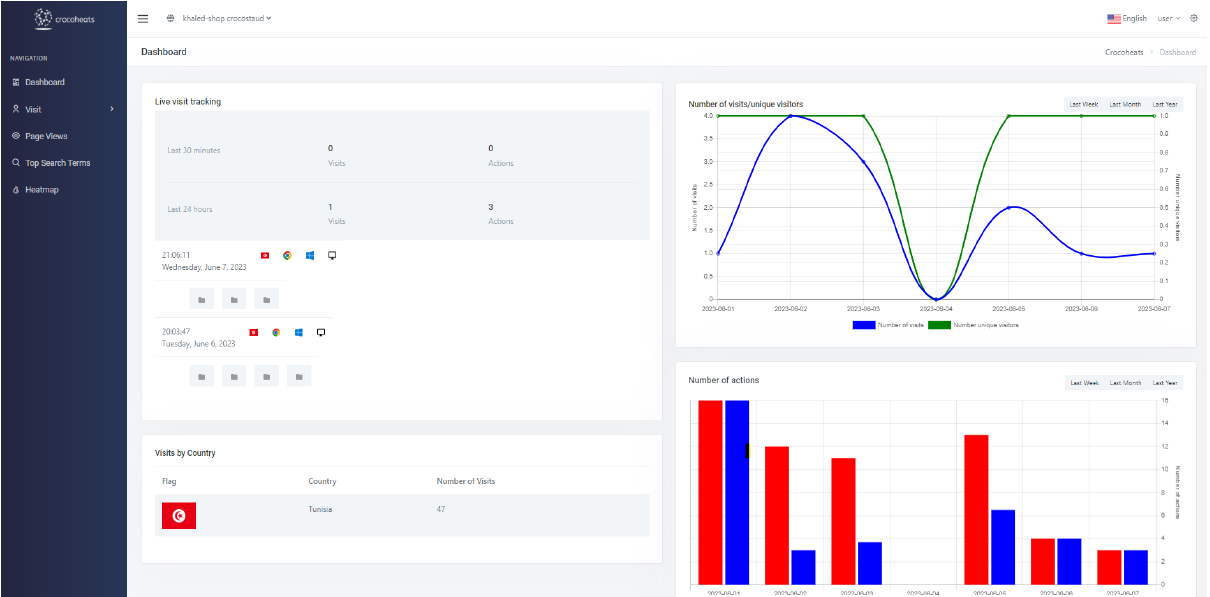 crocoheats
khaled-shop crocostaud
English
user
NAVIGATION
Dashboard
Visit
Page Views
Top Search Terms
Heatmap
Dashboard
Crocoheats
Dashboard
Live visit tracking
Last 30 minutes
0
Visits
0
Actions
Last 24 hours
1
Visits
3
Actions
21:06:11
Wednesday, June 7, 2023
20:03:47
Tuesday, June 6, 2023
Visits by Country
Flag Country Number of Visits
Tunisia 47
Number of visits/unique visitors
Last Week Last Month Last Year
4.0
3.5
3.0
2.5
2.0
1.5
1.0
0.5
0
Number of visits
1.0
0.9
0.8
0.7
0.6
0.5
0.4
0.3
0.2
0.1
0
Number unique visitors
2023-06-01 2023-06-02 2023-06-03 2023-06-04 2023-06-05 2023-06-06 2023-06-07
Number of visits Number unique visitors
Number of actions
Last Week Last Month Last Year
16
14
12
10
8
6
4
2
0
Number of actions
2023-06-01 2023-06-02 2023-06-03 2023-06-04 2023-06-05 2023-06-06 2023-06-07